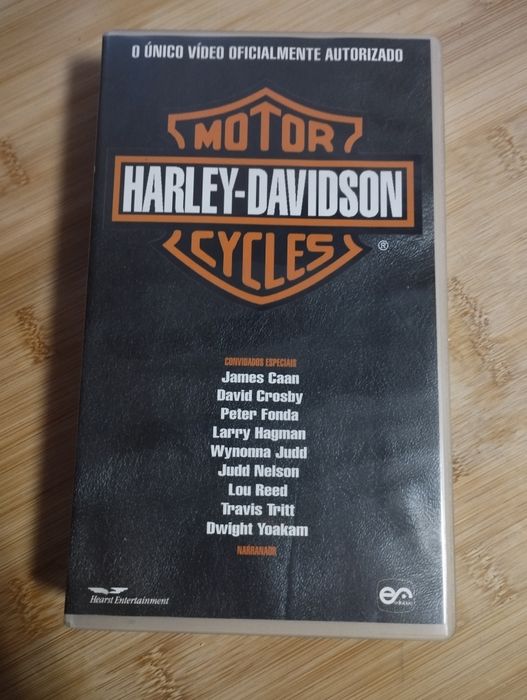 O ÚNICO VÍDEO OFICIALMENTE AUTORIZADO
MOTOR
HARLEY-DAVIDSON
CYCLES
®
CONVIDADOS ESPECIAIS
James Caan
David Crosby
Peter Fonda
Larry Hagman
Wynonna Judd
Judd Nelson
Lou Reed
Travis Tritt
Dwight Yoakam
NARRANAOR
Hearst Entertainment